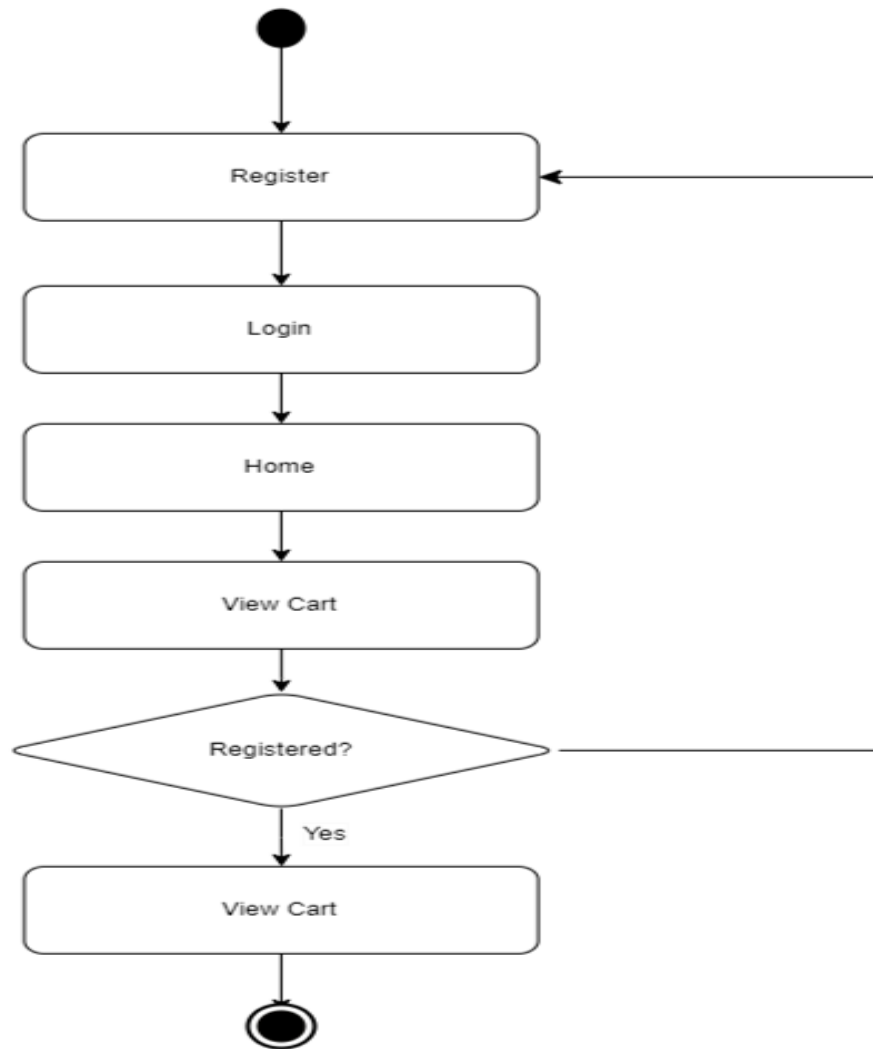 Register
Login
Home
View Cart
Registered?
Yes
View Cart